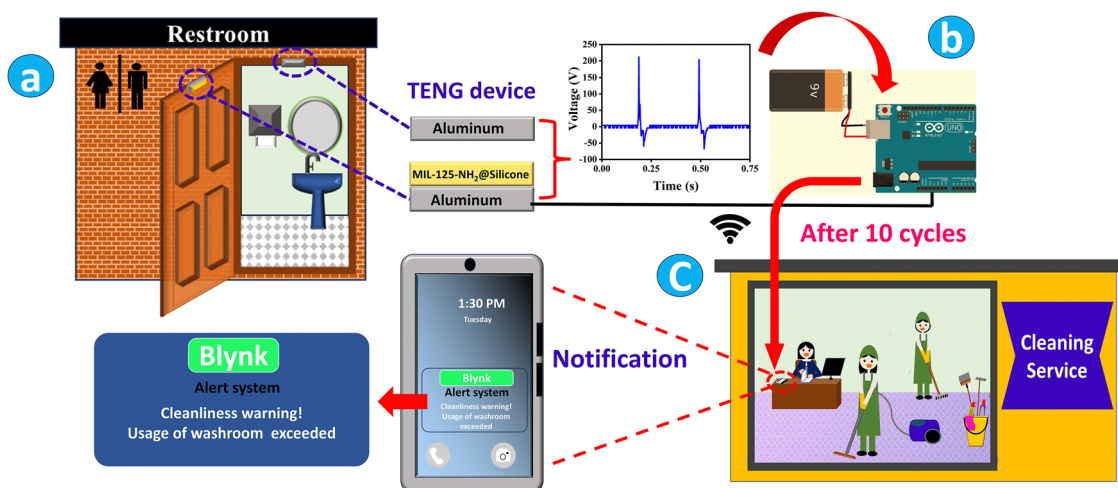 Restroom
a
TENG device
Aluminum
MIL-125-NH₂@Silicone
Aluminum
Voltage (V)
250
200
150
100
50
0
-50
-100
0.00
0.25
0.50
0.75
Time (s)
b
9v
UNO
After 10 cycles
C
Cleaning
Service
1:30 PM
Tuesday
Blynk
Alert system
Cleanliness warning!
Usage of washroom
exceeded
Notification
Blynk
Alert system
Cleanliness warning!
Usage of washroom exceeded